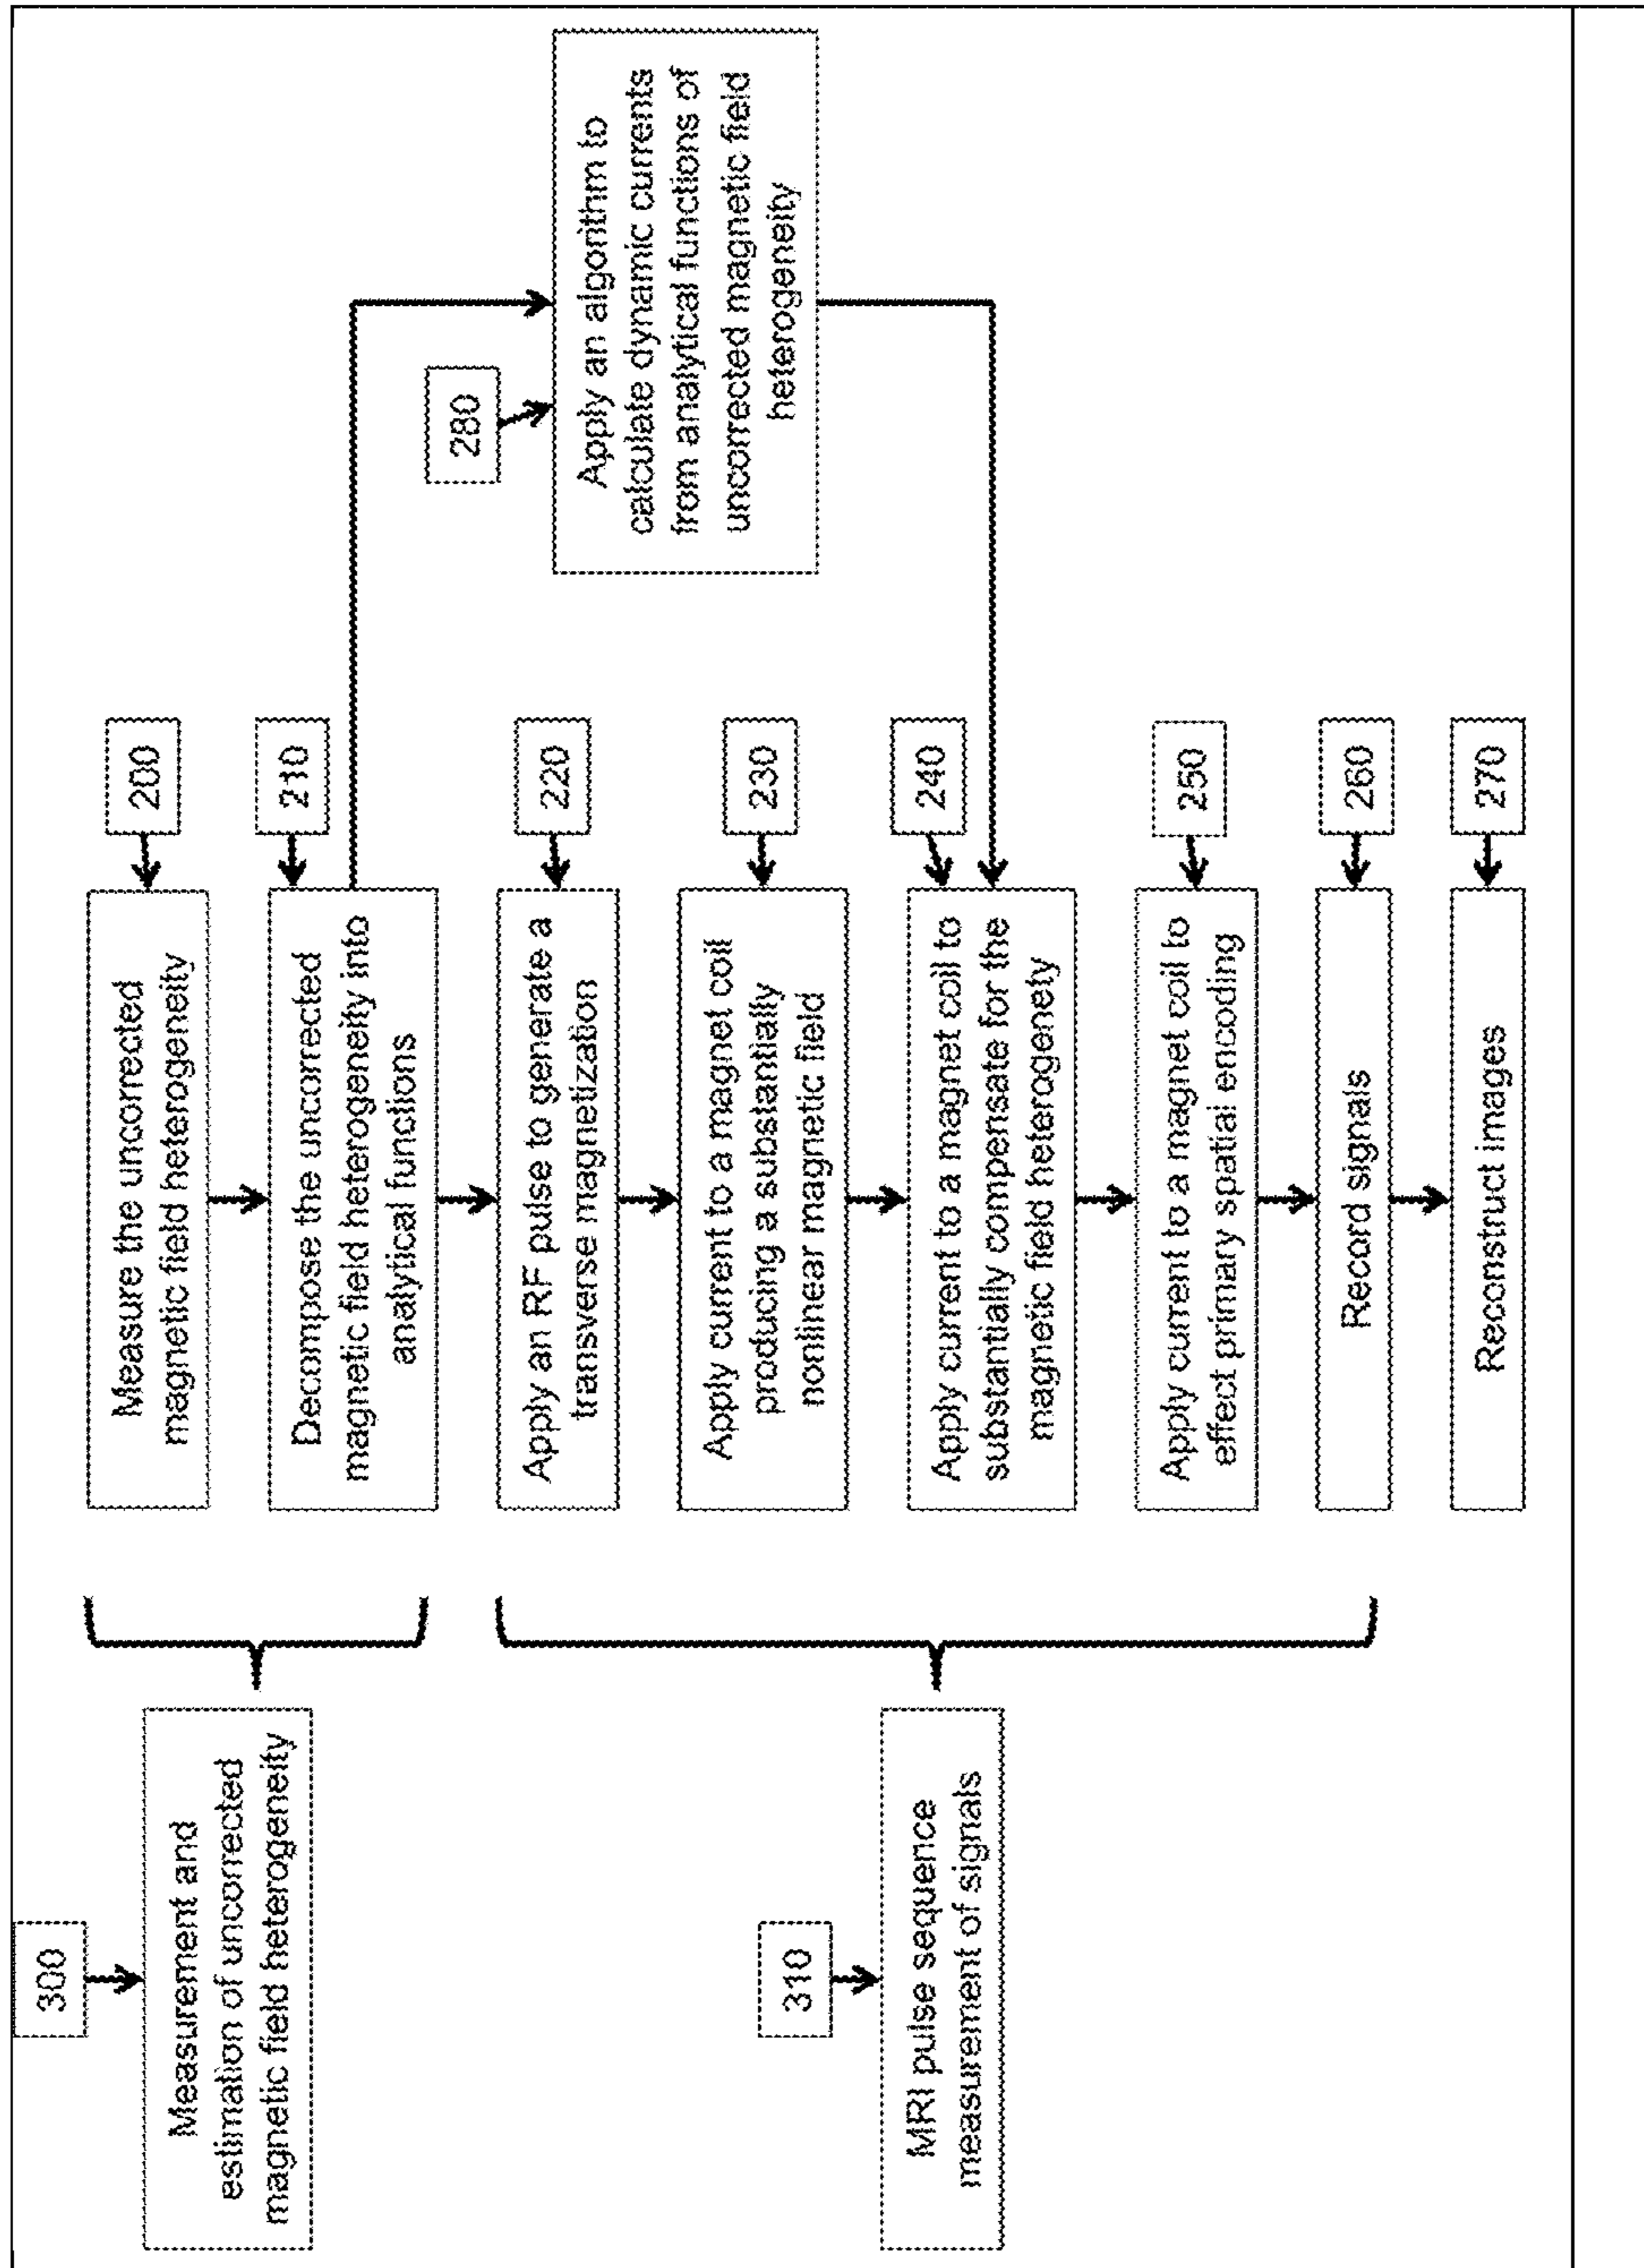 300
Measurement and
estimation of uncorrected
magnetic field heterogeneity
310
MRI pulse sequence
measurement of signals
200
Measure the uncorrected
magnetic field heterogeneity
210
Decompose the uncorrected
magnetic field heterogeneity into
analytical functions
220
Apply an RF pulse to generate a
transverse magnetization
230
Apply current to a magnet coil
producing a substantially
nonlinear magnetic field
240
Apply current to a magnet coil to
substantially compensate for the
magnetic field heterogenety
250
Apply current to a magnet coil to
effect primary spatial encoding
260
Record signals
270
Reconstruct images
280
Apply an algorithm to
calculate dynamic currents
from analytical functions of
uncorrected magnetic field
heterogeneity